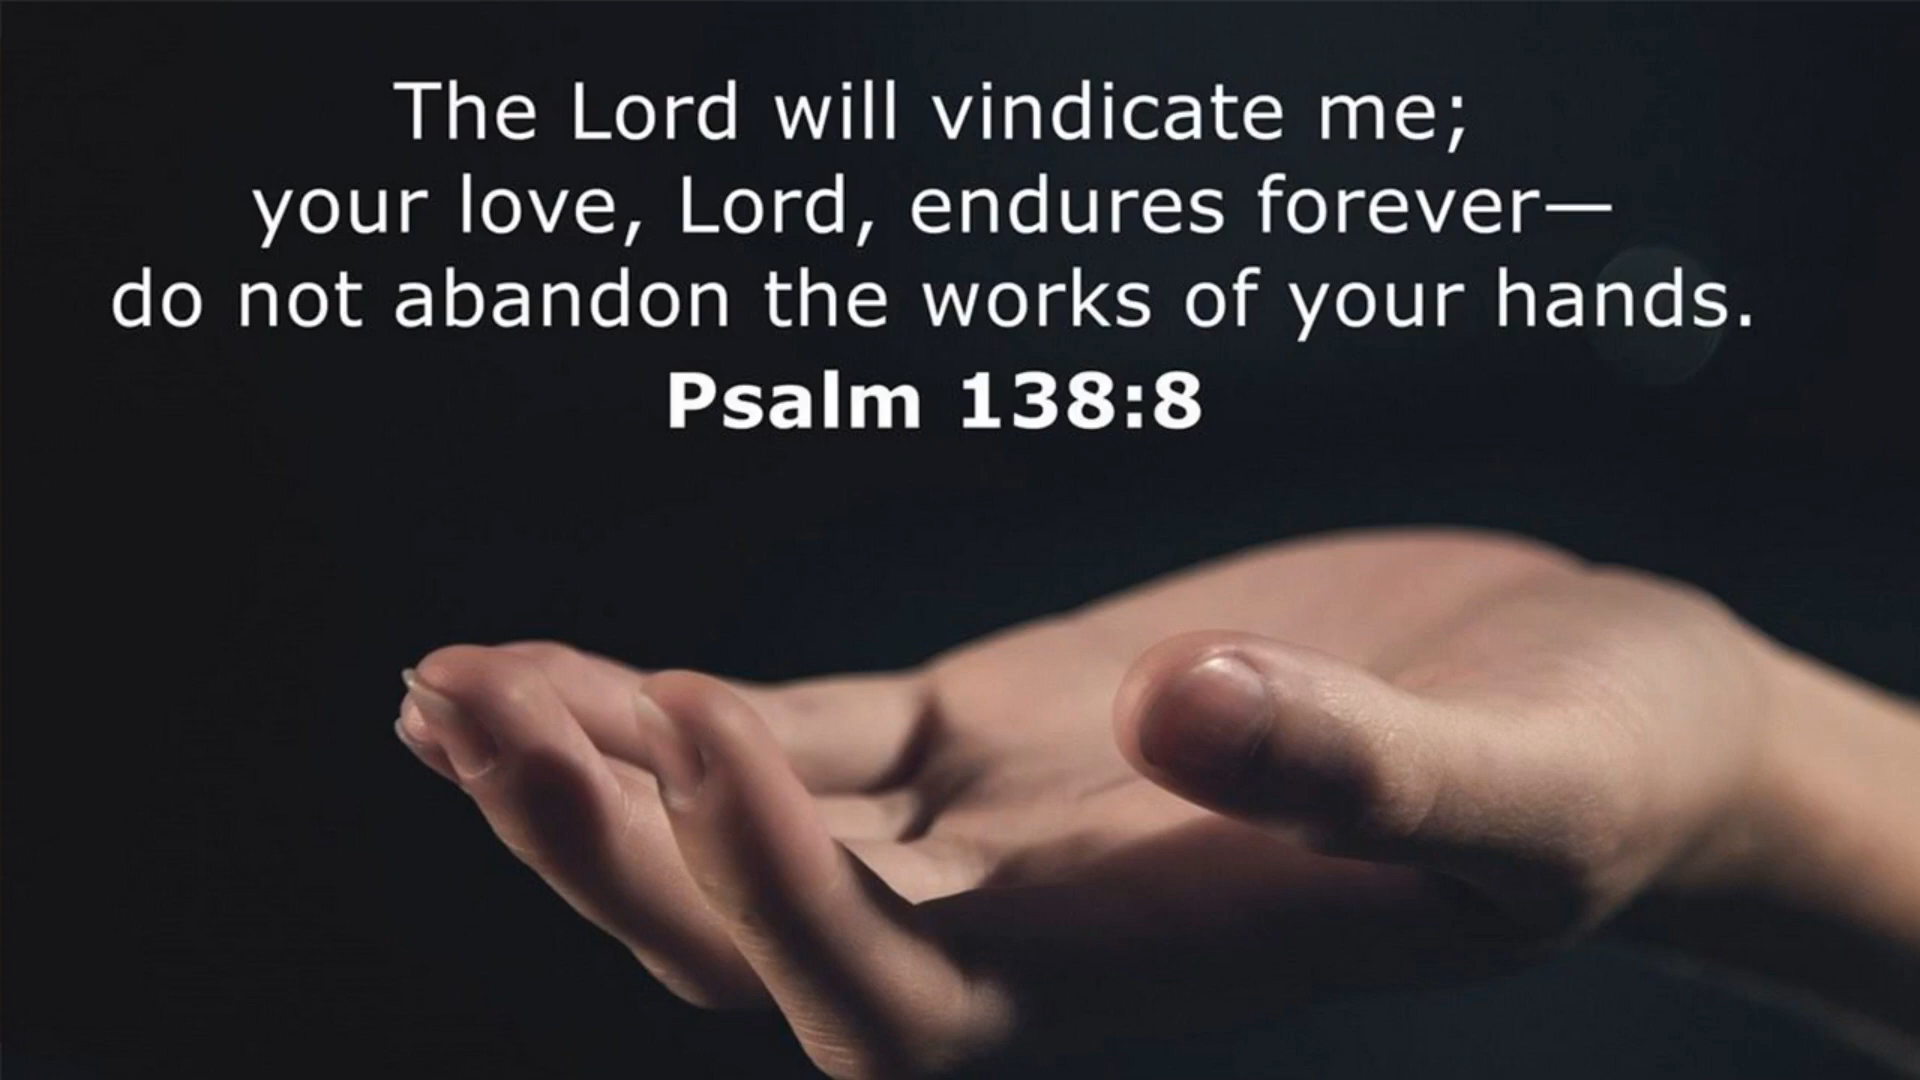 The Lord will vindicate me;
your love, Lord, endures forever—
do not abandon the works of your hands.
Psalm 138:8